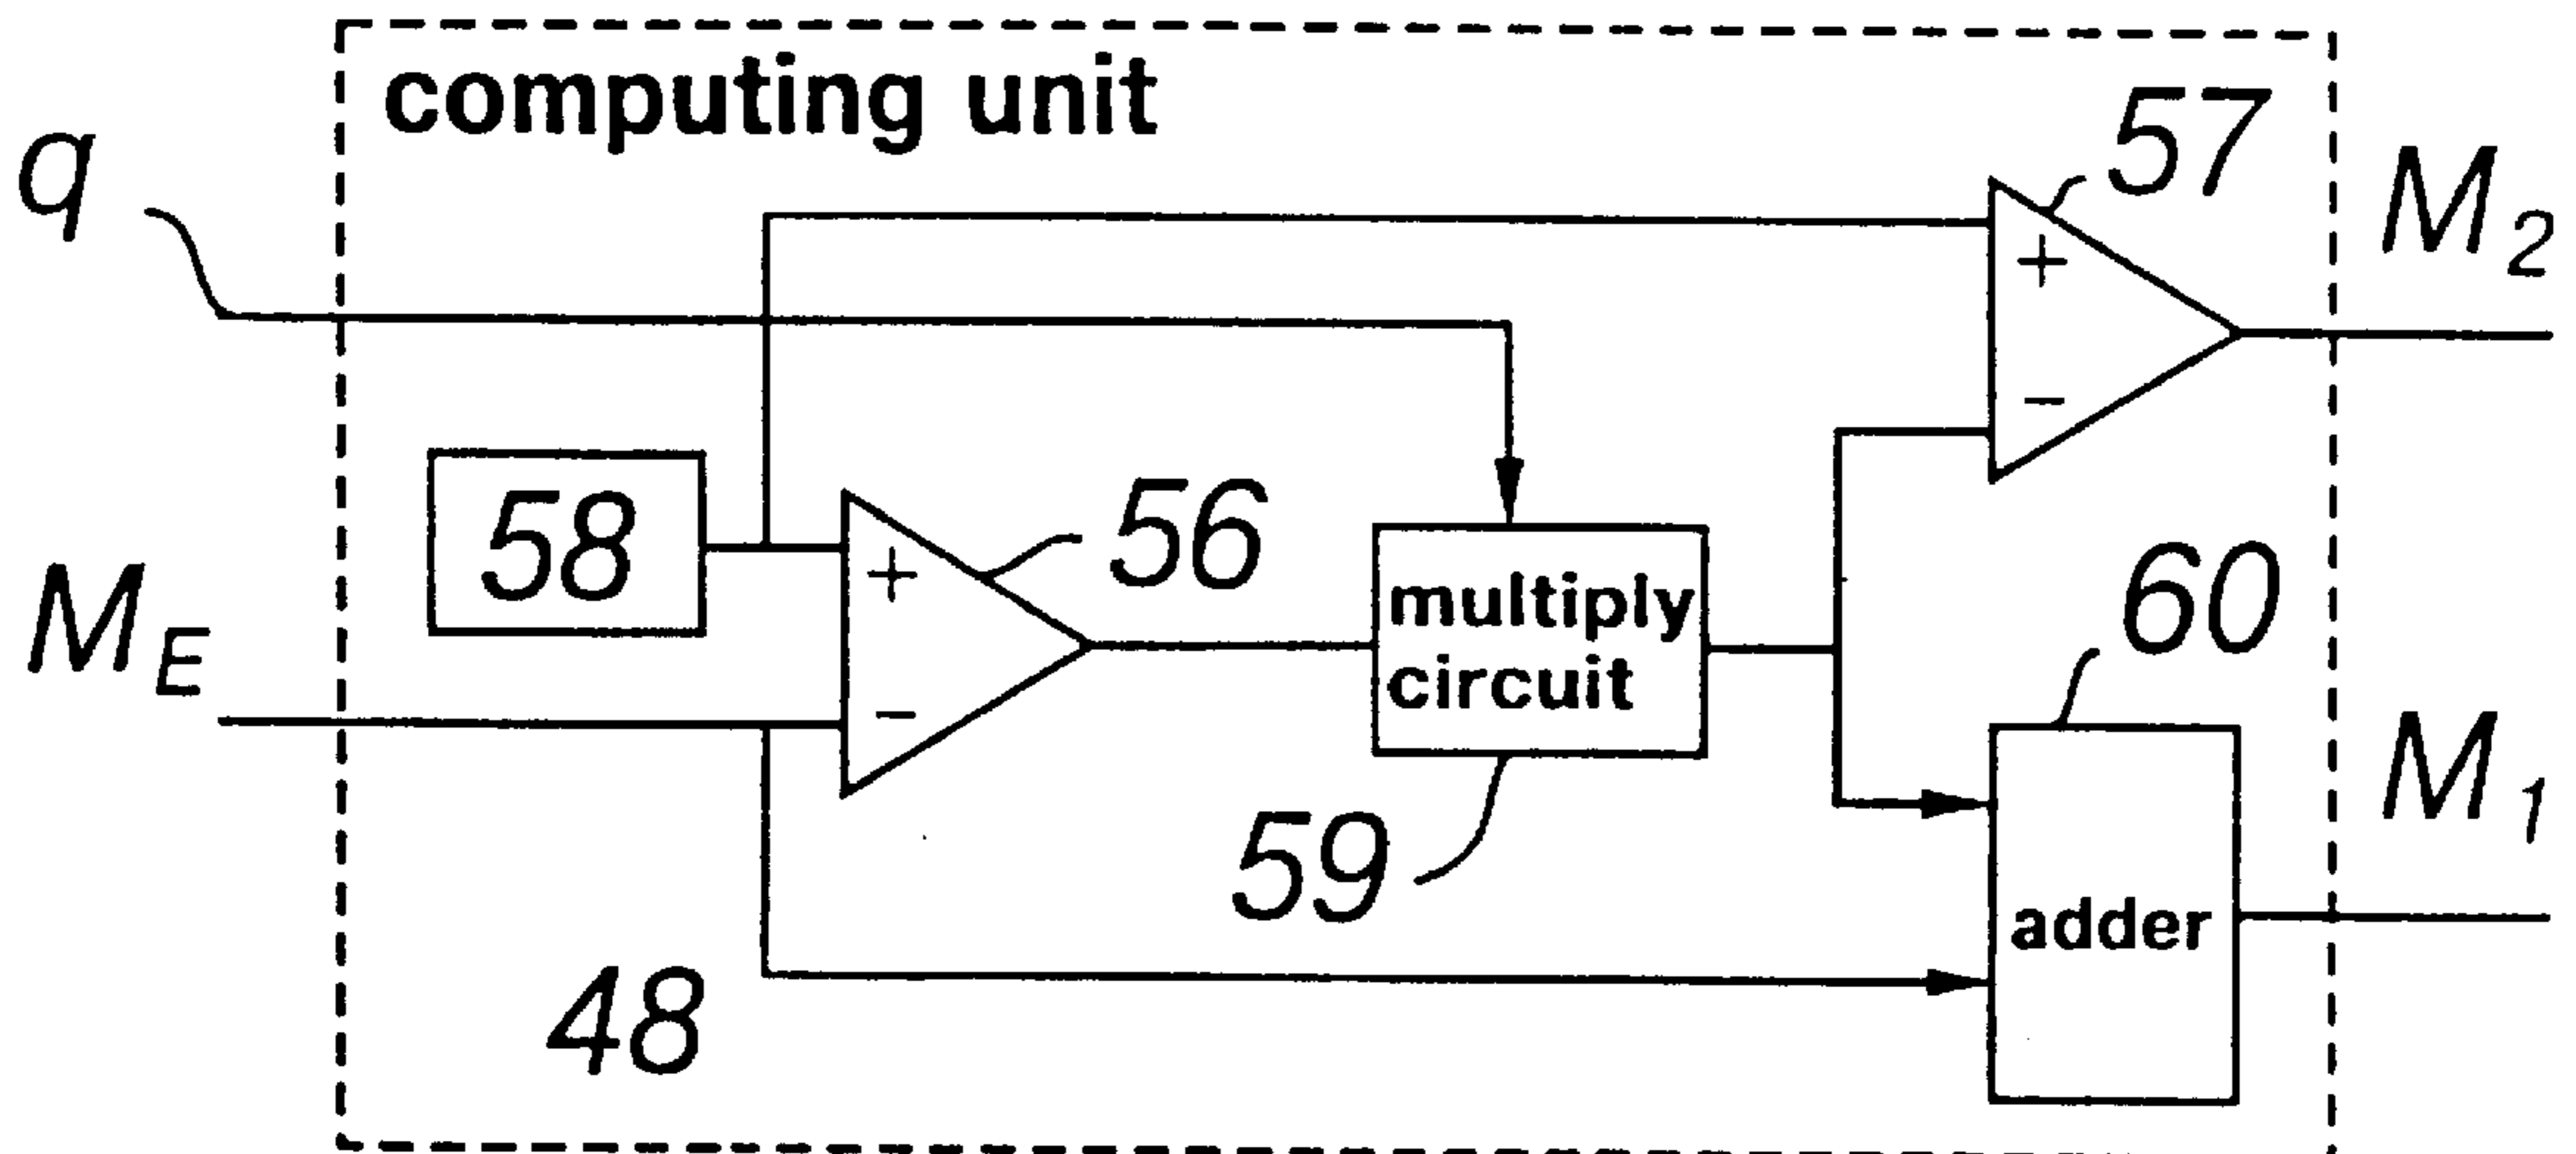 computing unit
q
57
M2
+
−
58
56
+
−
ME
multiply
circuit
60
59
M1
adder
48